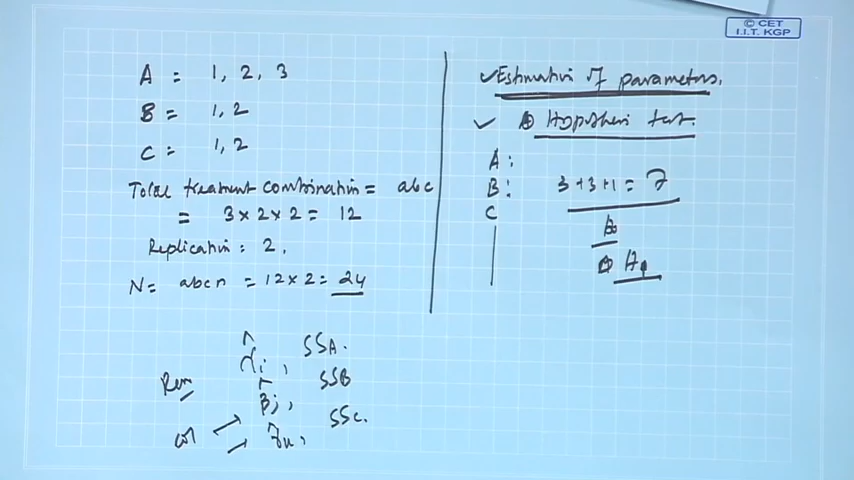 © CET
I.I.T. KGP
A = 1, 2, 3
B = 1, 2
C = 1, 2
Total treatment combination = abc
= 3 × 2 × 2 = 12
Replication = 2.
N = abcn = 12 × 2 = 24
SSA.
SSB
β̂j,
SSC.
✓ Estimation of parameters.
✓ Hypothesis test
A :
B :
C
3 + 3 + 1 = 7